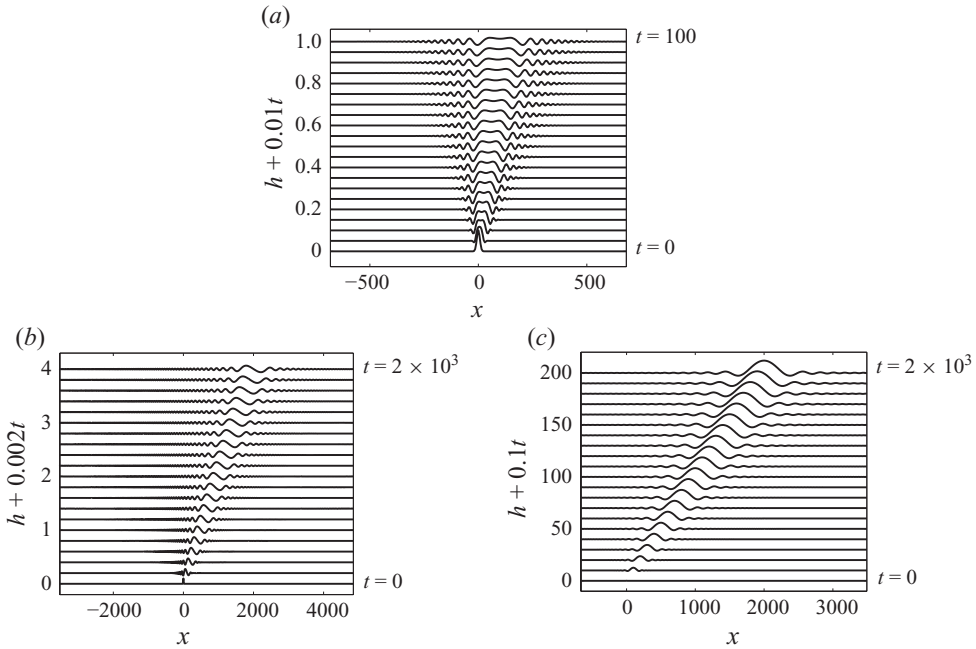 (a)
1.0
0.8
0.6
0.4
0.2
0
h + 0.01t
t = 100
t = 0
−500
0
500
x
(b)
4
3
2
1
0
h + 0.002t
t = 2 × 10³
t = 0
−2000
0
2000
4000
x
(c)
200
150
100
50
0
h + 0.1t
t = 2 × 10³
t = 0
0
1000
2000
3000
x